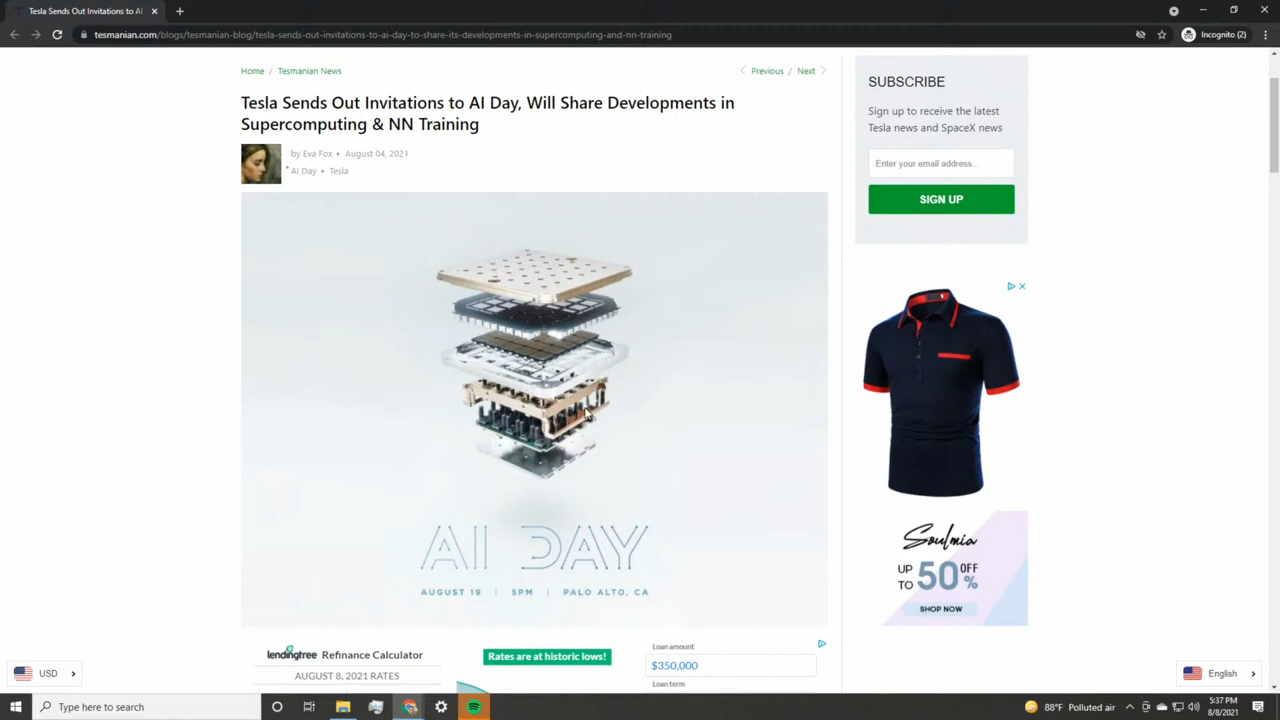 Tesla Sends Out Invitations to AI
tesmanian.com/blogs/tesmanian-blog/tesla-sends-out-invitations-to-ai-day-to-share-its-developments-in-supercomputing-and-nn-training
Incognito (2)
Home / Tesmanian News
Previous / Next
Tesla Sends Out Invitations to AI Day, Will Share Developments in
Supercomputing & NN Training
by Eva Fox • August 04, 2021
AI Day • Tesla
AI DAY
AUGUST 19 | 5PM | PALO ALTO, CA
SUBSCRIBE
Sign up to receive the latest
Tesla news and SpaceX news
Enter your email address...
SIGN UP
Soulmia
UP TO 50% OFF
SHOP NOW
lendingtree Refinance Calculator
AUGUST 8, 2021 RATES
Rates are at historic lows!
Loan amount
$350,000
Loan term
USD
English
Type here to search
88°F Polluted air
5:37 PM
8/8/2021